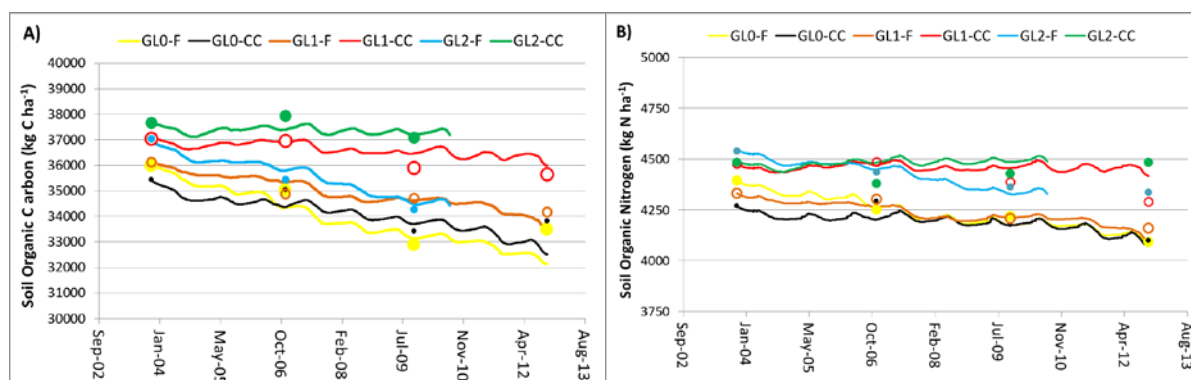 A)
GL0-F GL0-CC GL1-F GL1-CC GL2-F GL2-CC
Soil Organic C arbon (kg C ha⁻¹)
40000
39000
38000
37000
36000
35000
34000
33000
32000
31000
30000
Sep-02 Jan-04 May-05 Oct-06 Feb-08 Jul-09 Nov-10 Apr-12 Aug-13
B)
GL0-F GL0-CC GL1-F GL1-CC GL2-F GL2-CC
Soil Organic Nitrogen (kg N ha⁻¹)
5000
4750
4500
4250
4000
3750
Sep-02 Jan-04 May-05 Oct-06 Feb-08 Jul-09 Nov-10 Apr-12 Aug-13